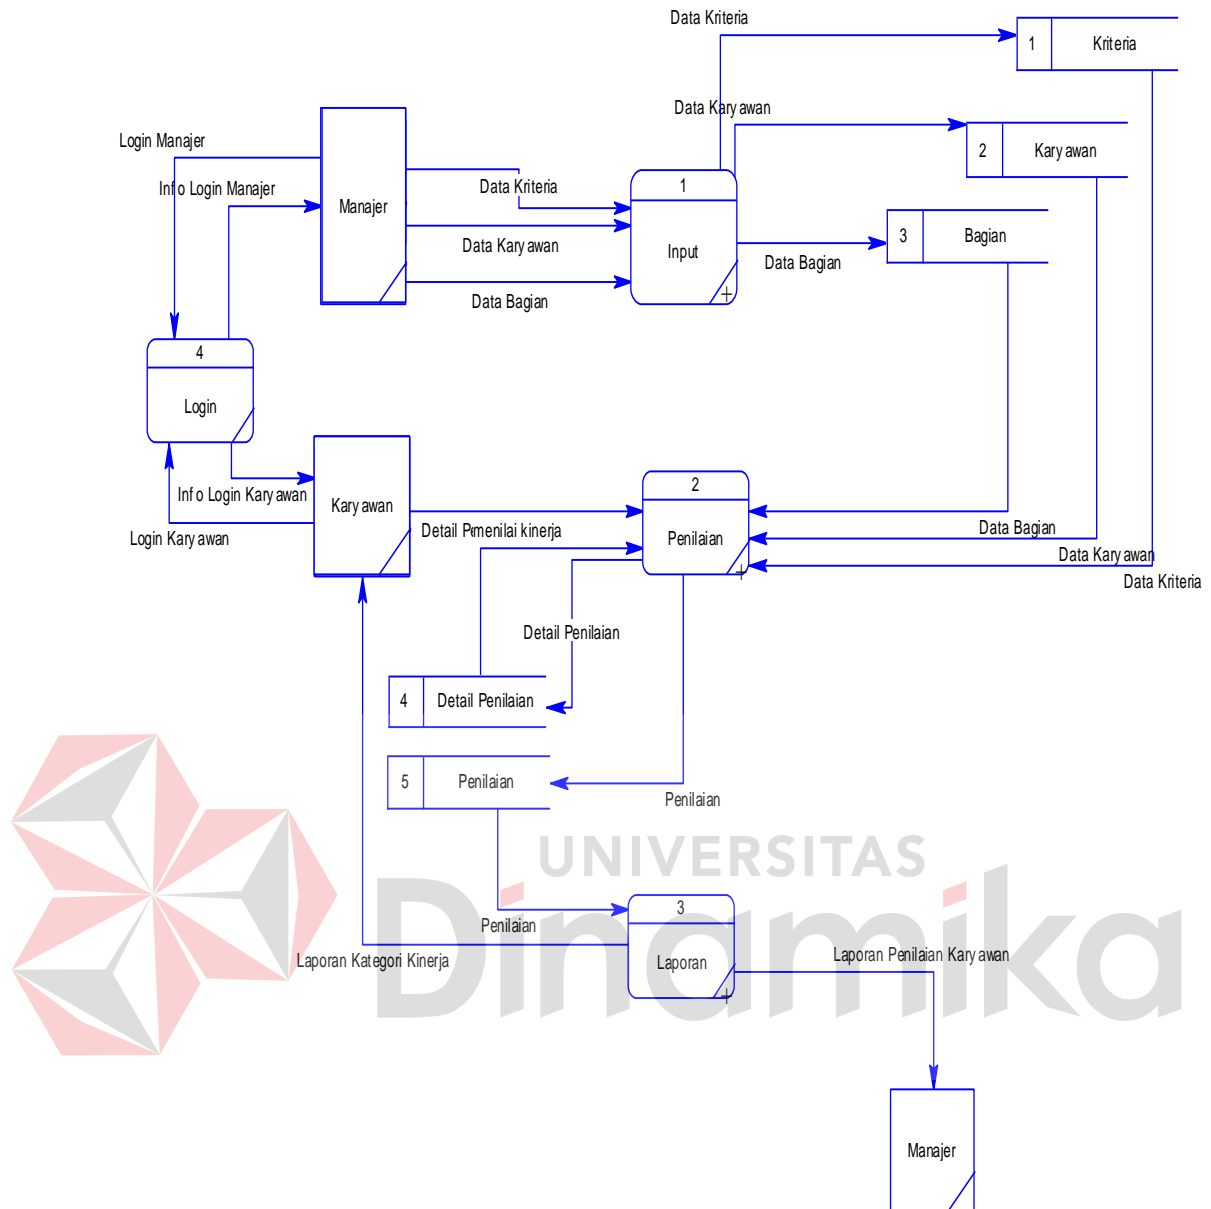 Data Kriteria
1 Kriteria
Data Karyawan
2 Karyawan
Login Manajer
Info Login Manajer
Manajer
Data Kriteria
Data Karyawan
Data Bagian
1
Input
Data Bagian
3 Bagian
4
Login
Info Login Karyawan
Login Karyawan
Karyawan
2
Penilaian
Data Bagian
Data Karyawan
Data Kriteria
Detail Penilaian
4 Detail Penilaian
5 Penilaian
Penilaian
UNIVERSITAS
Dinamika
Penilaian
3
Laporan
Laporan Kategori Kinerja
Laporan Penilaian Karyawan
Manajer